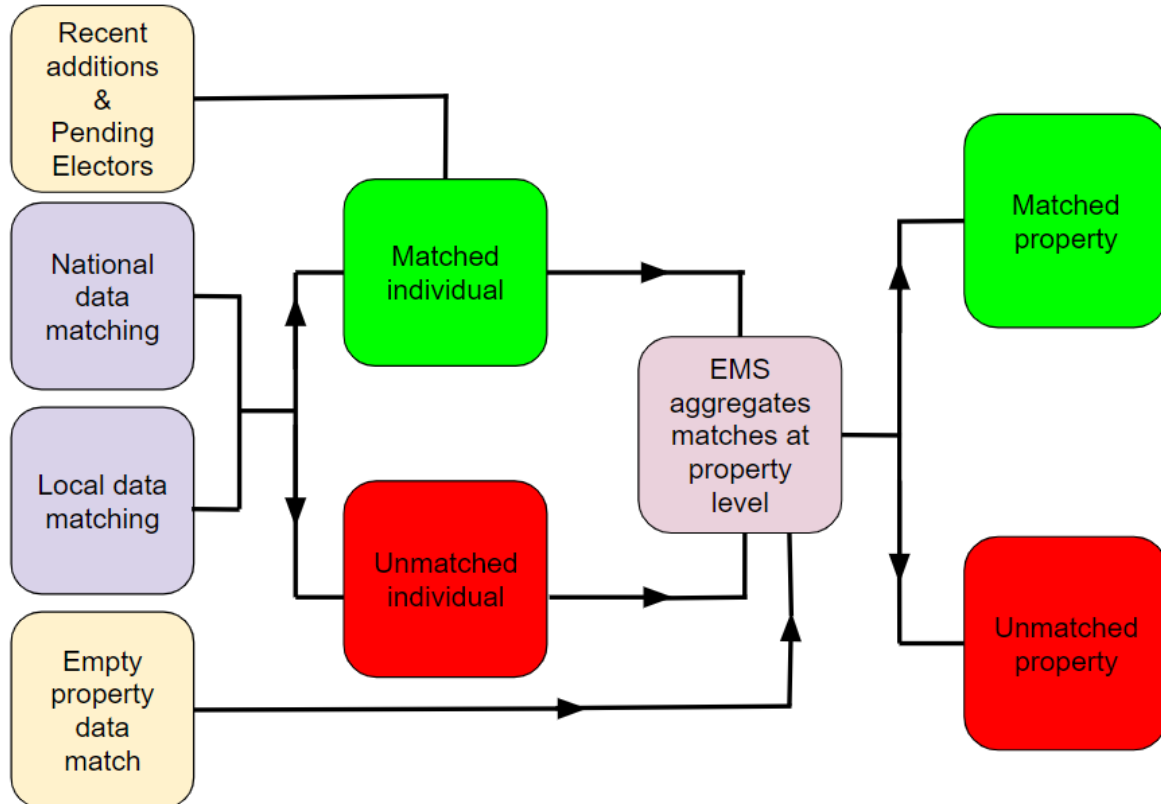 Recent
additions
&
Pending
Electors
National
data
matching
Local data
matching
Empty
property
data
match
Matched
individual
Unmatched
individual
EMS
aggregates
matches at
property
level
Matched
property
Unmatched
property